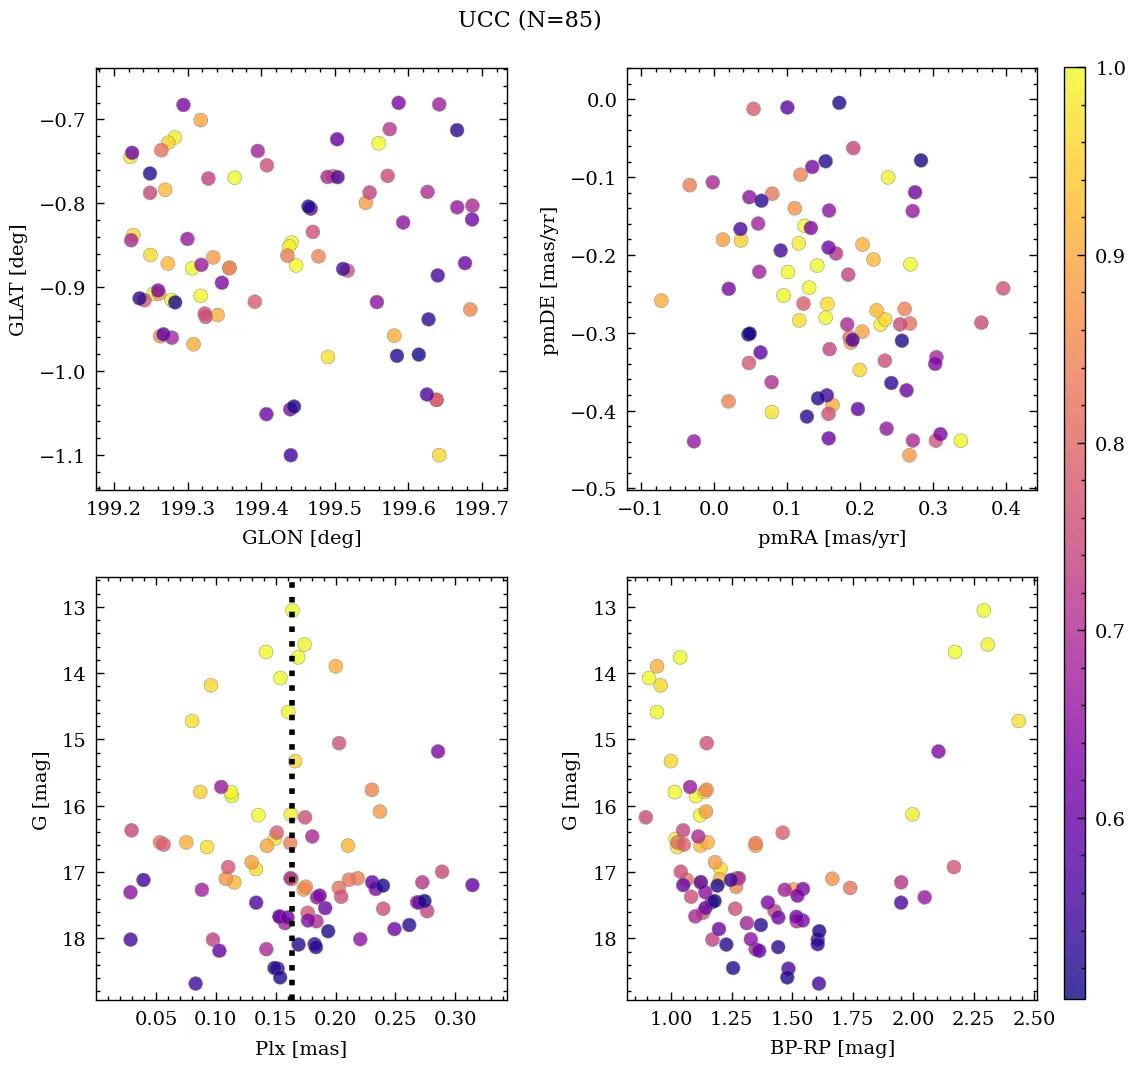 UCC (N=85)
−0.7
−0.8
−0.9
−1.0
−1.1
GLAT [deg]
199.2 199.3 199.4 199.5 199.6 199.7
GLON [deg]
0.0
−0.1
−0.2
−0.3
−0.4
−0.5
pmDE [mas/yr]
−0.1 0.0 0.1 0.2 0.3 0.4
pmRA [mas/yr]
1.0
0.9
0.8
0.7
0.6
13
14
15
16
17
18
G [mag]
0.05 0.10 0.15 0.20 0.25 0.30
Plx [mas]
13
14
15
16
17
18
G [mag]
1.00 1.25 1.50 1.75 2.00 2.25 2.50
BP-RP [mag]